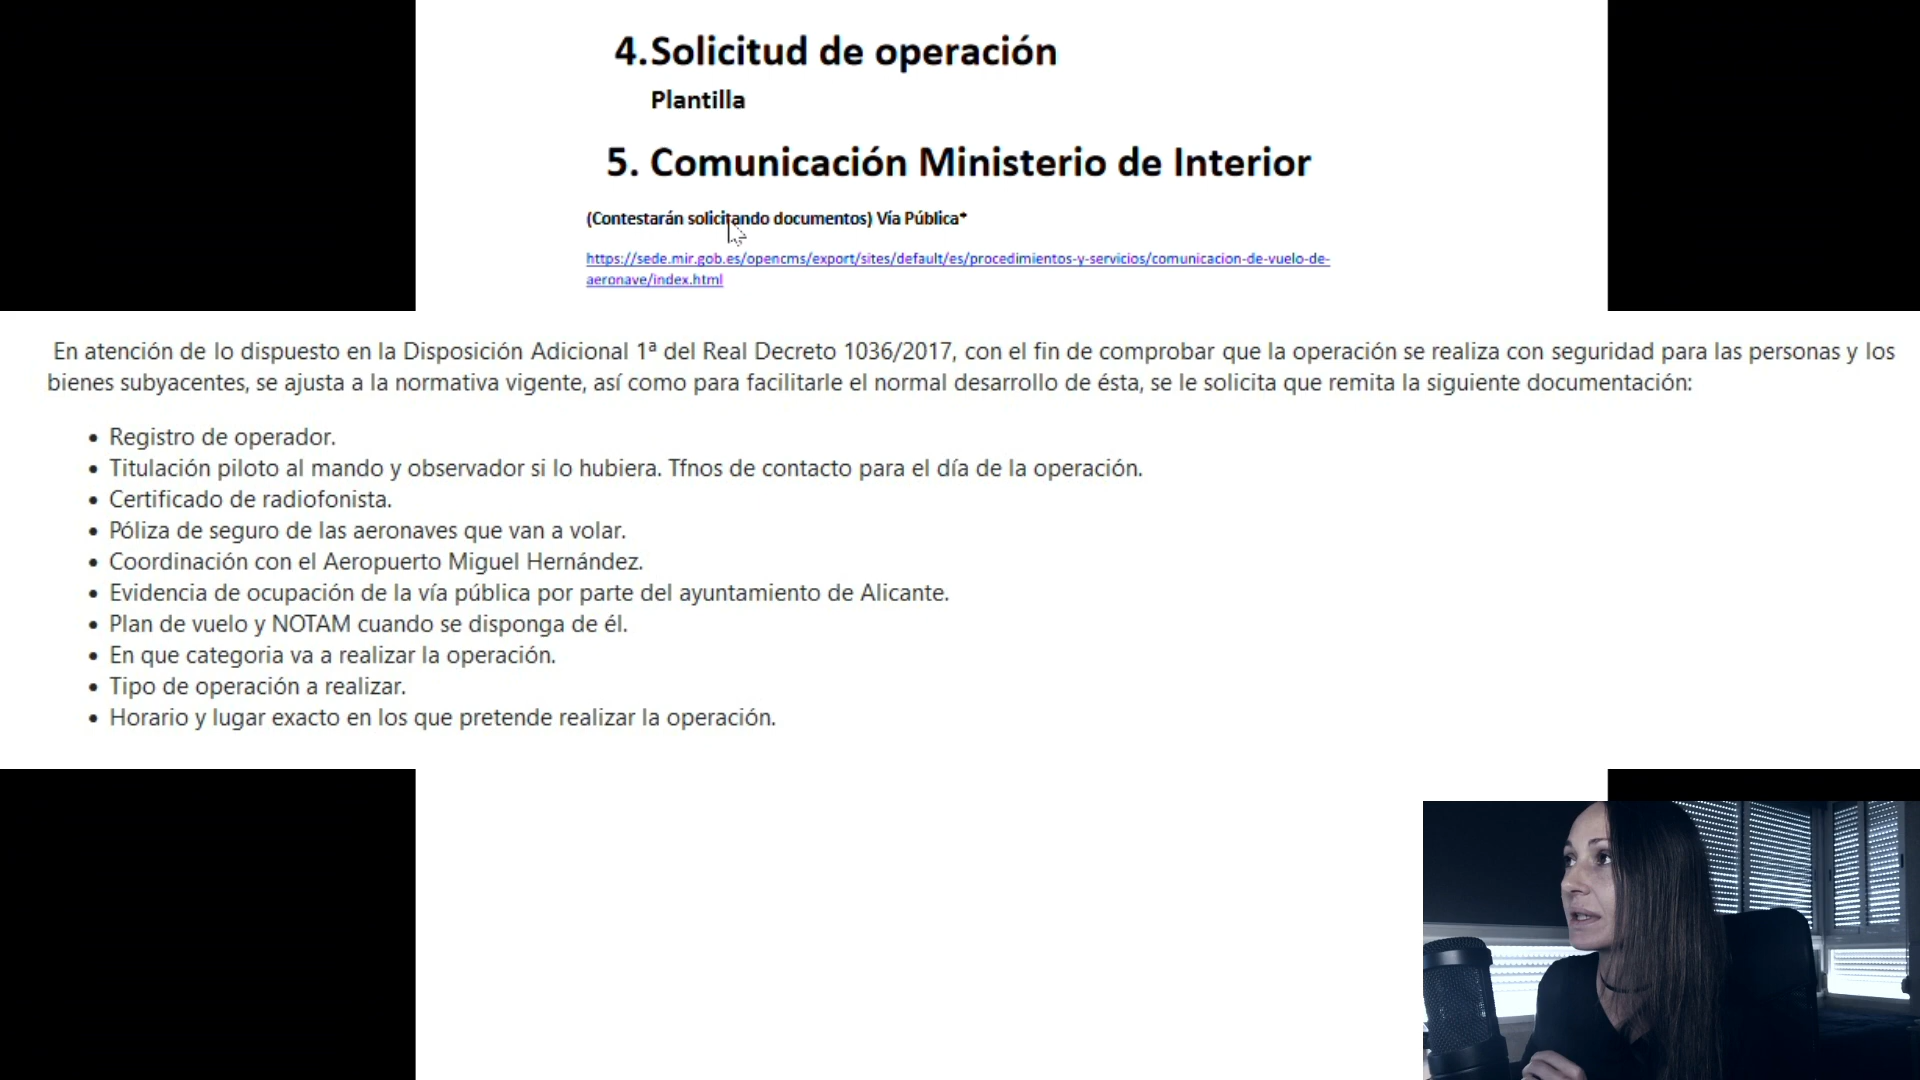 4. Solicitud de operación
Plantilla
5. Comunicación Ministerio de Interior
(Contestarán solicitando documentos) Vía Pública*
https://sede.mir.gob.es/opencms/export/sites/default/es/procedimientos-y-servicios/comunicacion-de-vuelo-de-
aeronave/index.html
En atención de lo dispuesto en la Disposición Adicional 1ª del Real Decreto 1036/2017, con el fin de comprobar que la operación se realiza con seguridad para las personas y los
bienes subyacentes, se ajusta a la normativa vigente, así como para facilitarle el normal desarrollo de ésta, se le solicita que remita la siguiente documentación:
• Registro de operador.
• Titulación piloto al mando y observador si lo hubiera. Tfnos de contacto para el día de la operación.
• Certificado de radiofonista.
• Póliza de seguro de las aeronaves que van a volar.
• Coordinación con el Aeropuerto Miguel Hernández.
• Evidencia de ocupación de la vía pública por parte del ayuntamiento de Alicante.
• Plan de vuelo y NOTAM cuando se disponga de él.
• En que categoria va a realizar la operación.
• Tipo de operación a realizar.
• Horario y lugar exacto en los que pretende realizar la operación.